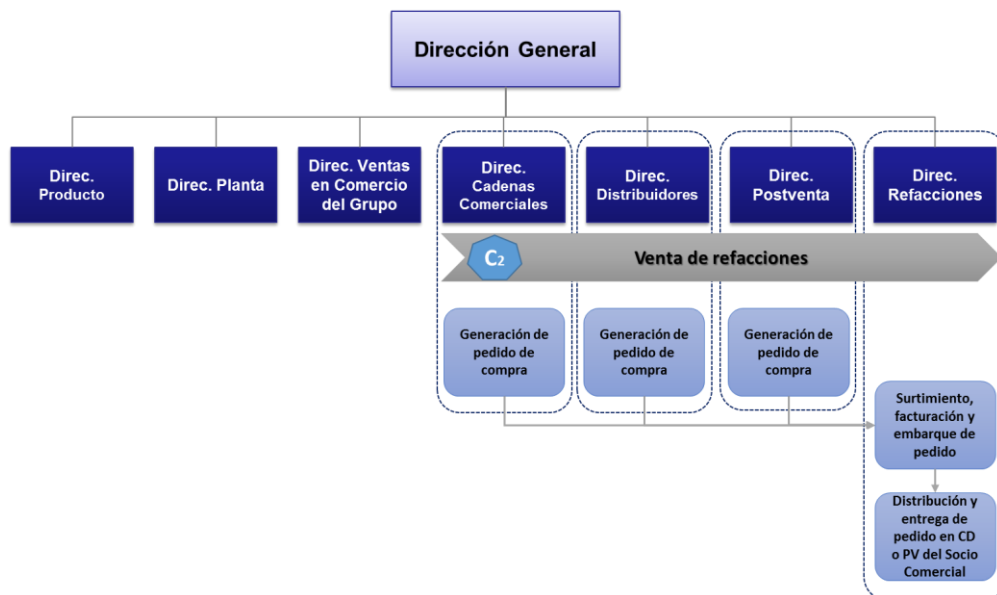 Dirección General
Direc.
Producto
Direc. Planta
Direc. Ventas
en Comercio
del Grupo
Direc.
Cadenas
Comerciales
Direc.
Distribuidores
Direc.
Postventa
Direc.
Refacciones
C2
Venta de refacciones
Generación de
pedido de
compra
Generación de
pedido de
compra
Generación de
pedido de
compra
Surtimiento,
facturación y
embarque de
pedido
Distribución y
entrega de
pedido en CD
o PV del Socio
Comercial